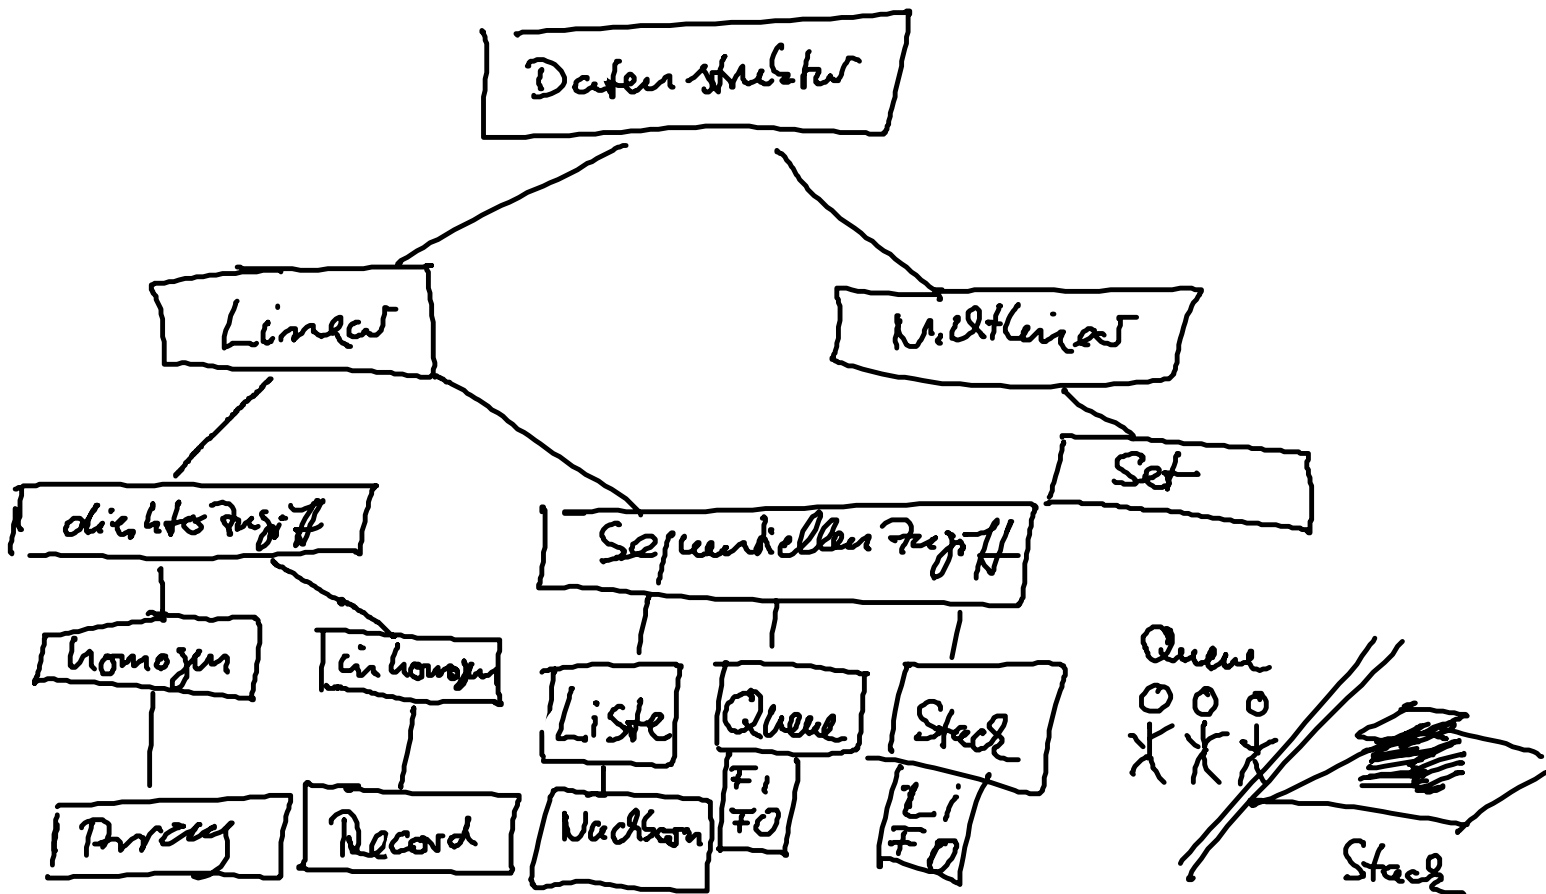 Datenstruktur
Linear
Nichtlinear
Set
direkter Zugriff
Sequentiellen Zugriff
homogen
inhomogen
Liste
Queue
Stack
Array
Record
Nachbarn
FI
FO
Li
FO
Queue
Stack